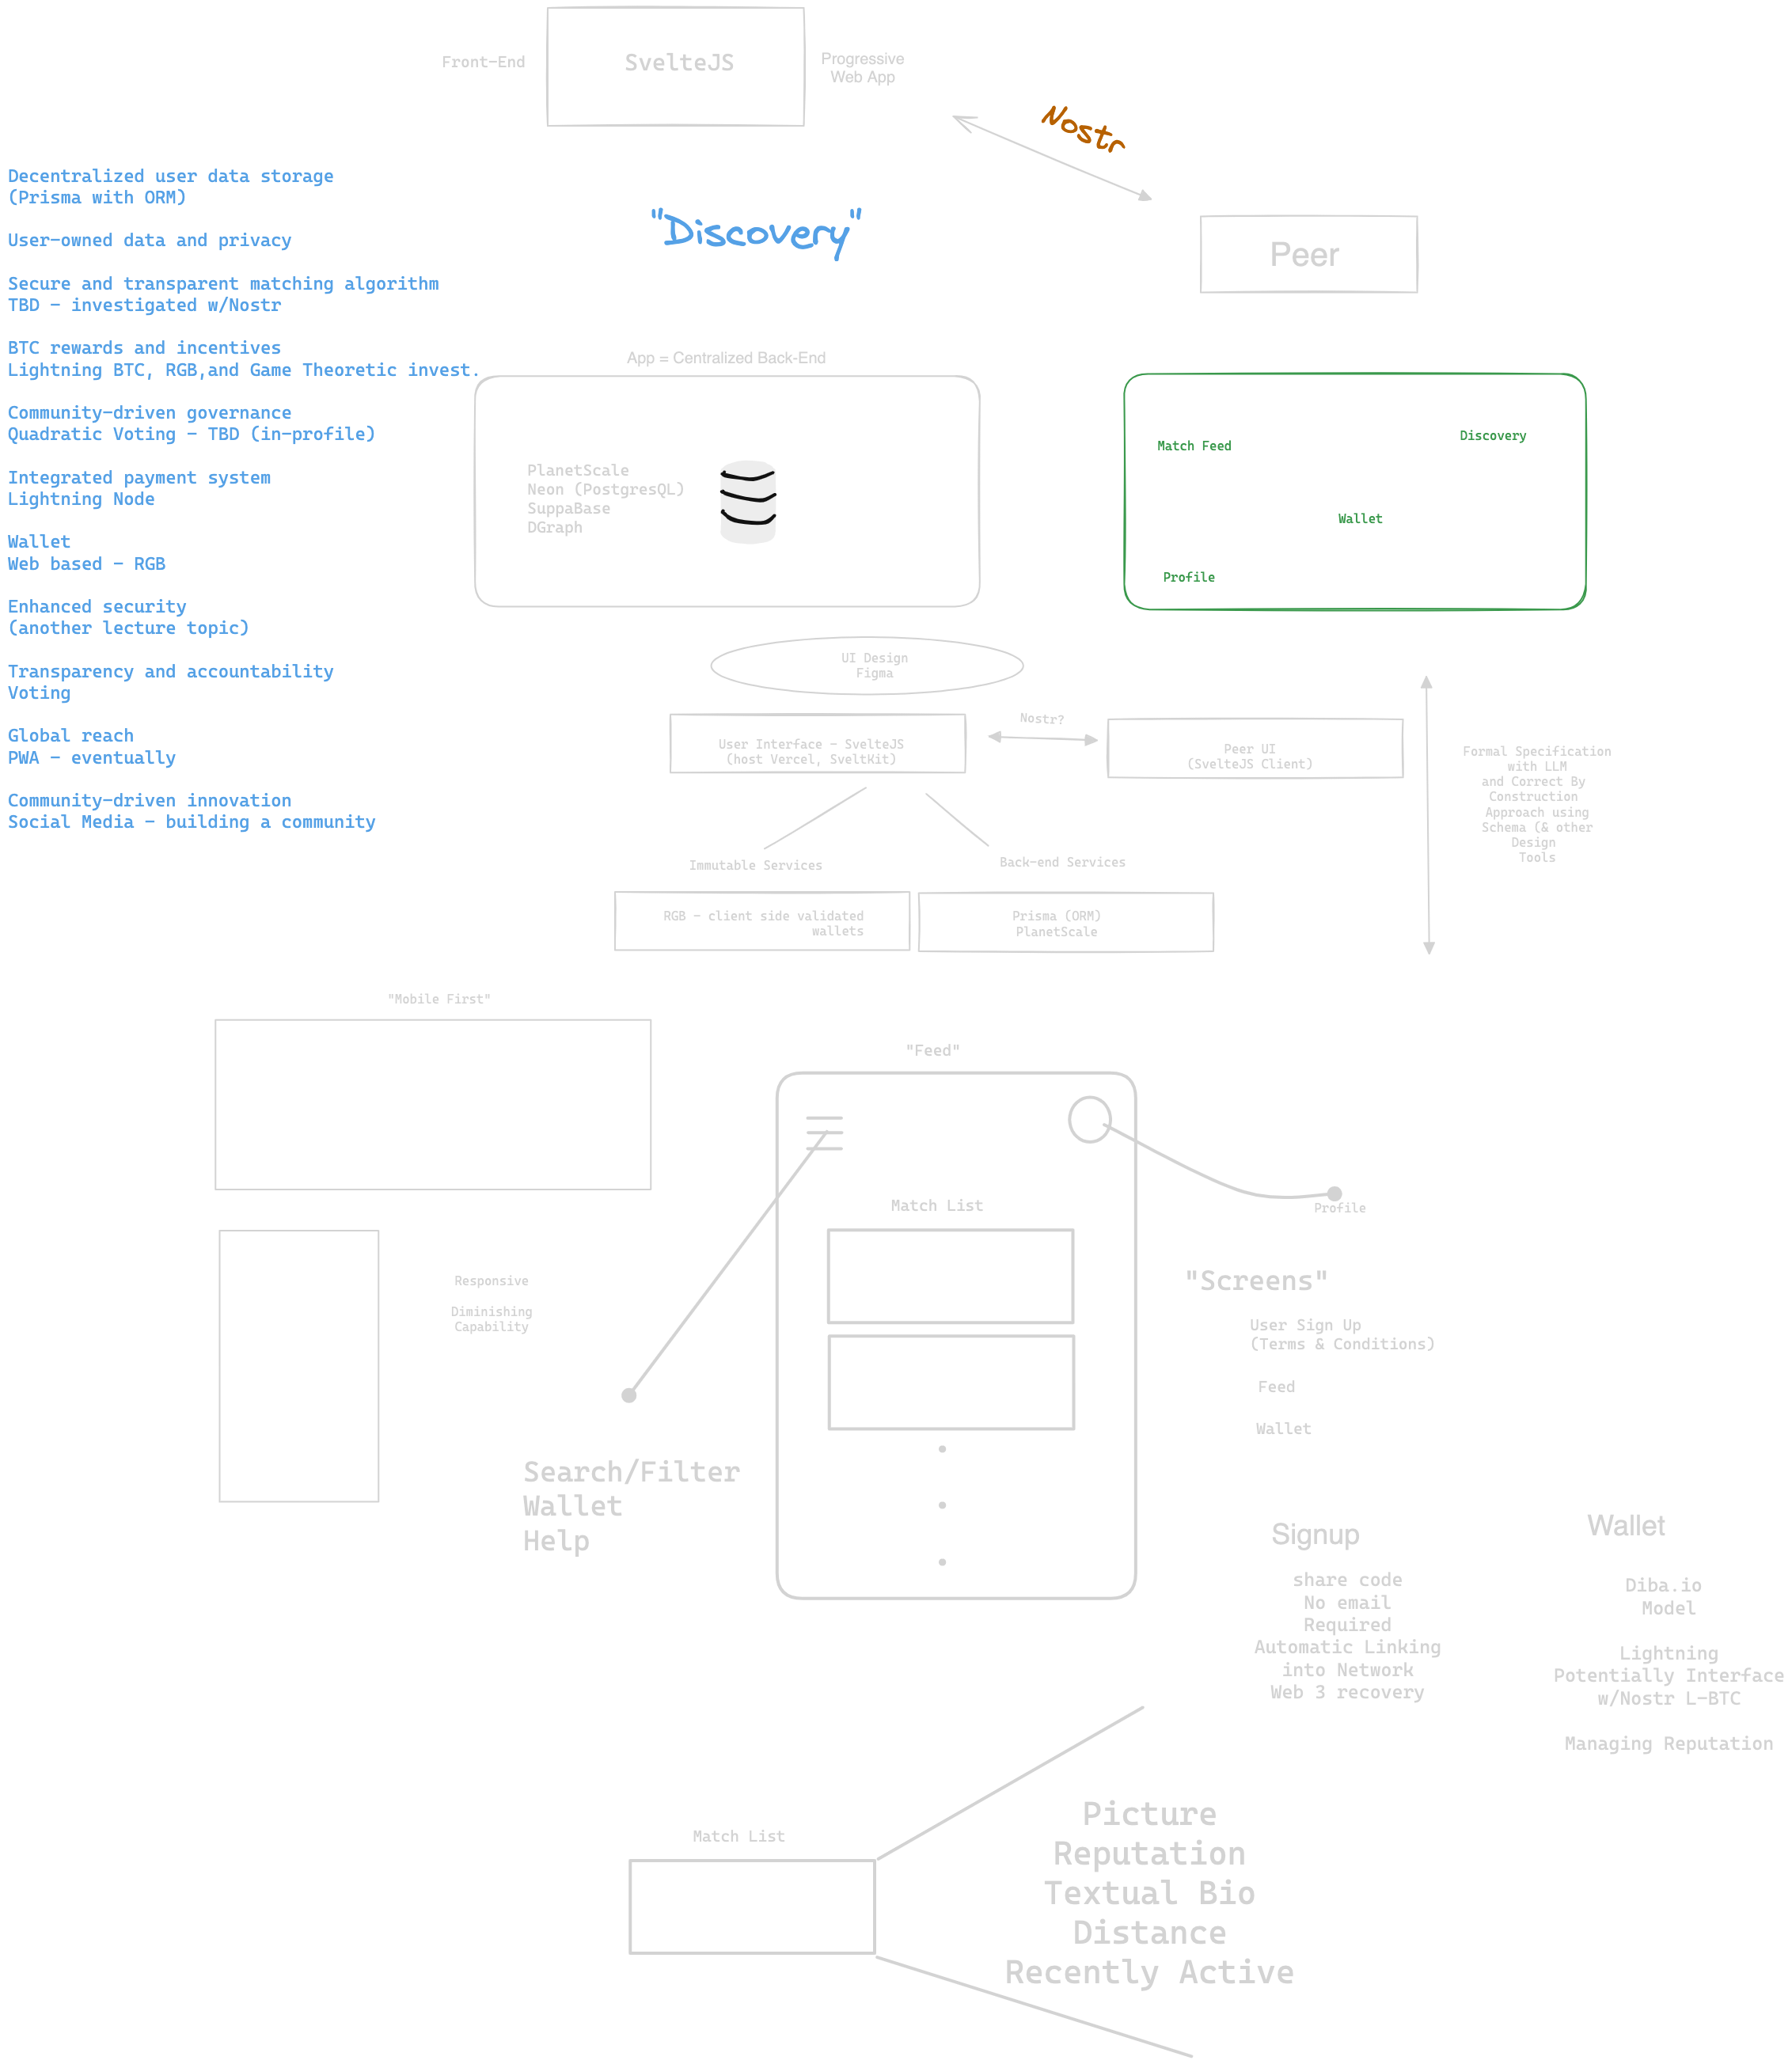 Front-End
SvelteJS
Progressive
Web App
Nostr
Decentralized user data storage
(Prisma with ORM)
User-owned data and privacy
Secure and transparent matching algorithm
TBD - investigated w/Nostr
BTC rewards and incentives
Lightning BTC, RGB,and Game Theoretic invest.
Community-driven governance
Quadratic Voting - TBD (in-profile)
Integrated payment system
Lightning Node
Wallet
Web based - RGB
Enhanced security
(another lecture topic)
Transparency and accountability
Voting
Global reach
PWA - eventually
Community-driven innovation
Social Media - building a community
"Discovery"
Peer
App = Centralized Back-End
PlanetScale
Neon (PostgresQL)
SuppaBase
DGraph
Match Feed
Discovery
Wallet
Profile
UI Design
Figma
User Interface - SvelteJS
(host Vercel, SveltKit)
Nostr?
Peer UI
(SvelteJS Client)
Formal Specification
with LLM
and Correct By
Construction
Approach using
Schema (& other
Design
Tools
Immutable Services
Back-end Services
RGB - client side validated
wallets
Prisma (ORM)
PlanetScale
"Mobile First"
"Feed"
Match List
Profile
Responsive
Diminishing
Capability
"Screens"
User Sign Up
(Terms & Conditions)
Feed
Wallet
Search/Filter
Wallet
Help
Signup
share code
No email
Required
Automatic Linking
into Network
Web 3 recovery
Wallet
Diba.io
Model
Lightning
Potentially Interface
w/Nostr L-BTC
Managing Reputation
Match List
Picture
Reputation
Textual Bio
Distance
Recently Active